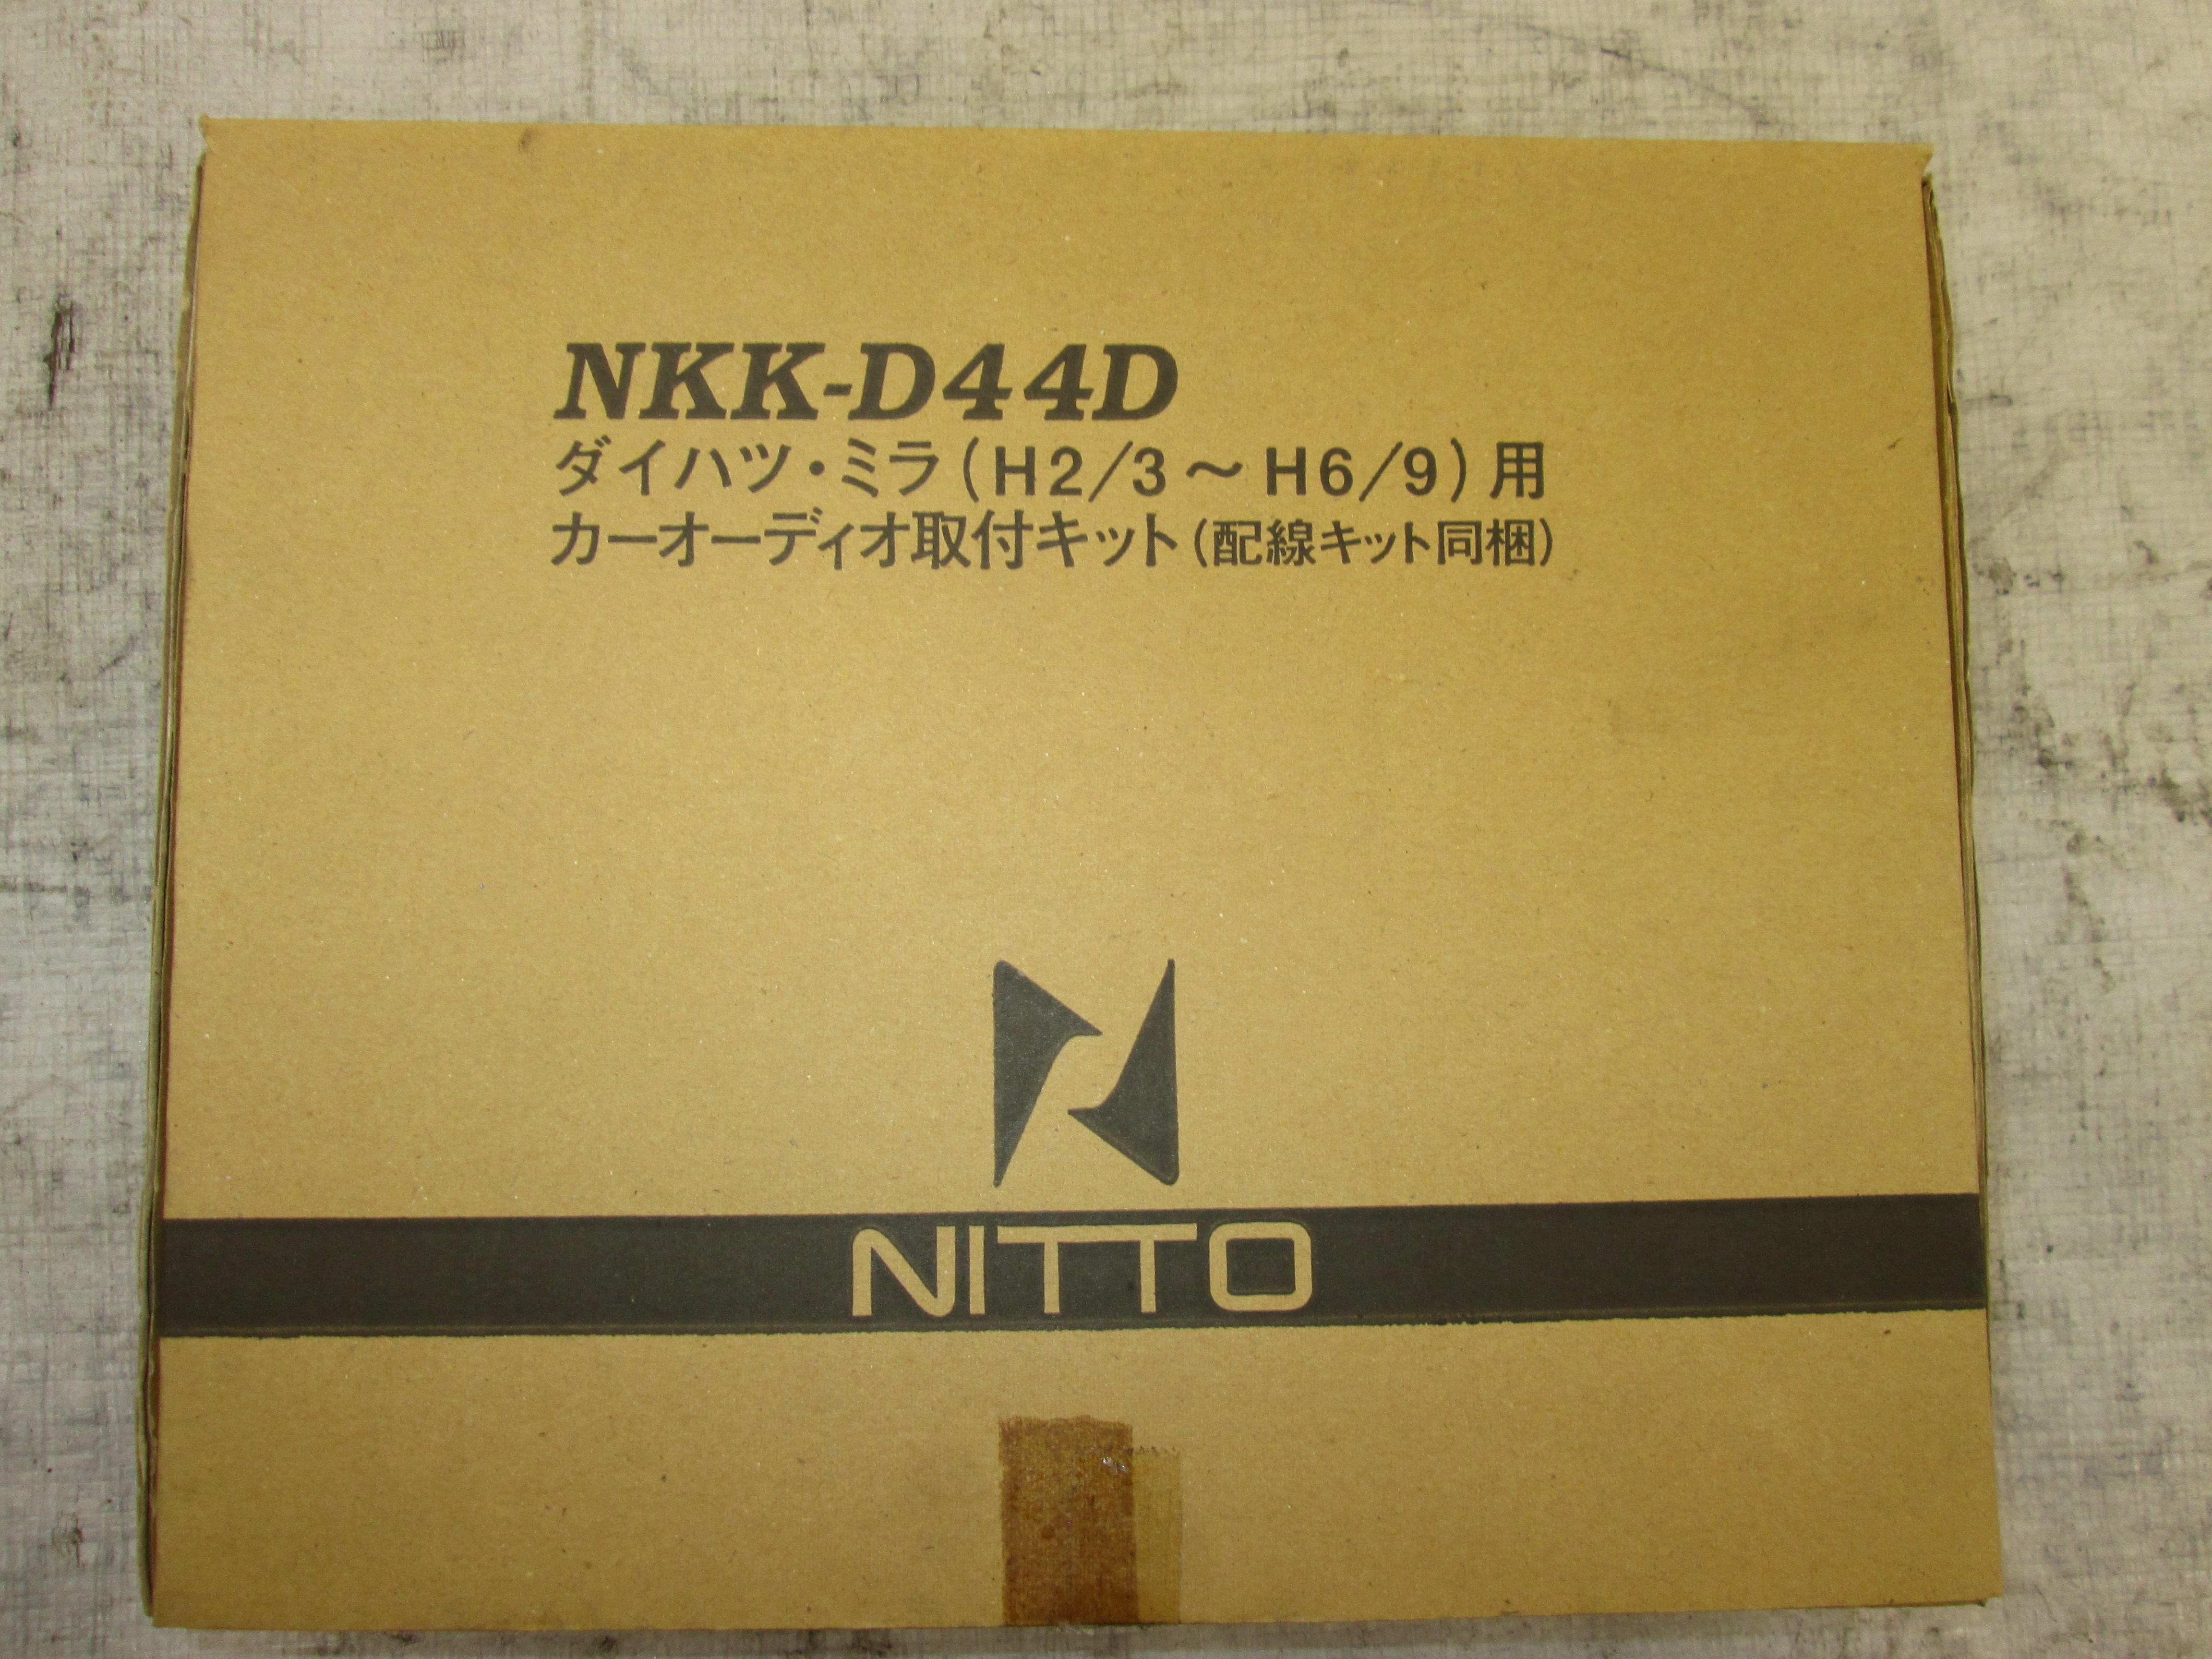 NKK-D44D
ダイハツ・ミラ(H2/3～H6/9)用
カーオーディオ取付キット(配線キット同梱)
NITTO